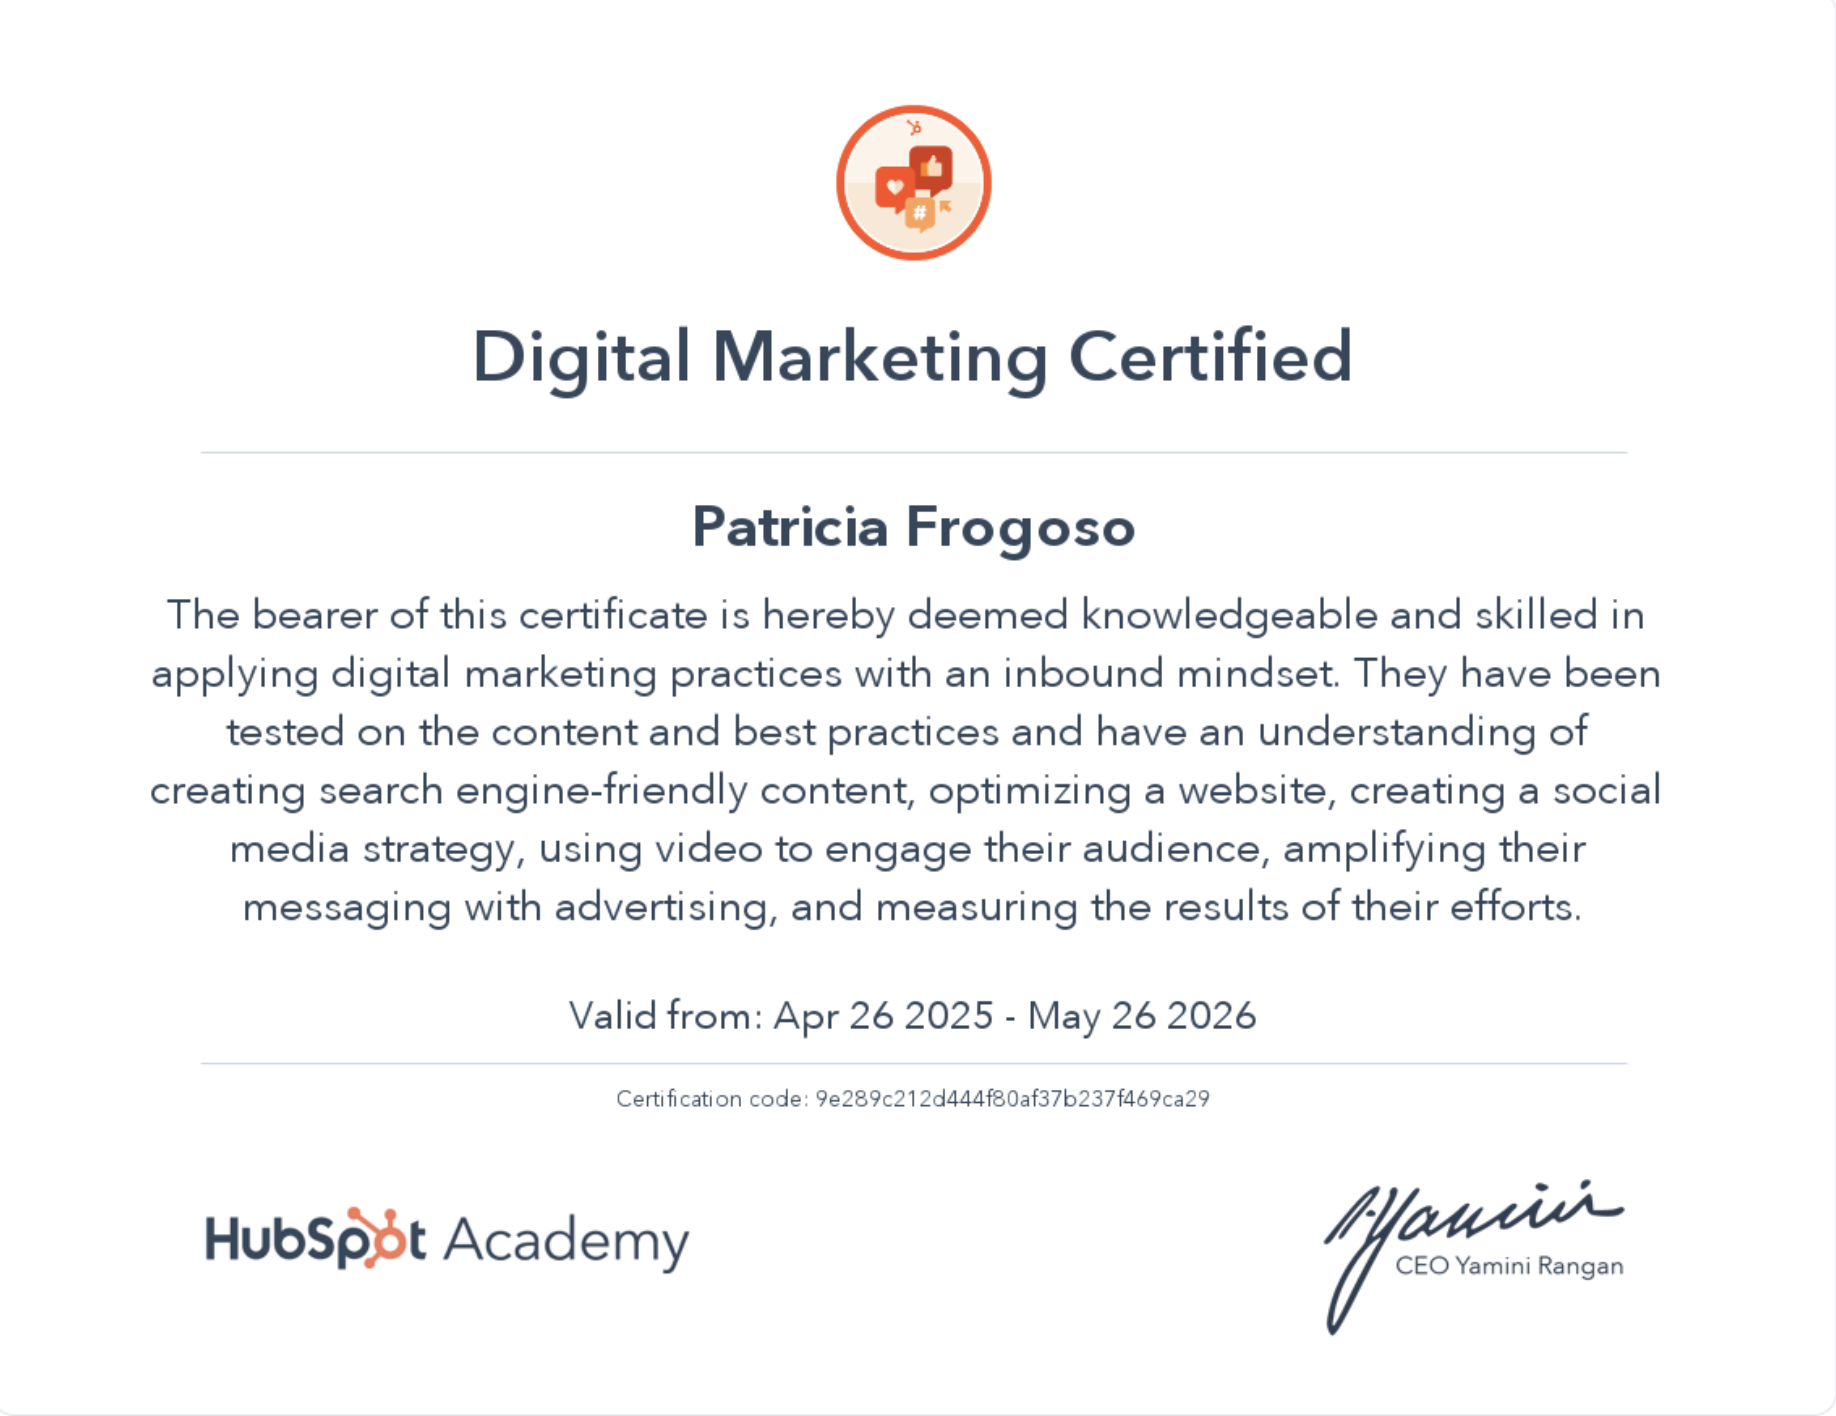 #
Digital Marketing Certified
Patricia Frogoso
The bearer of this certificate is hereby deemed knowledgeable and skilled in
applying digital marketing practices with an inbound mindset. They have been
tested on the content and best practices and have an understanding of
creating search engine-friendly content, optimizing a website, creating a social
media strategy, using video to engage their audience, amplifying their
messaging with advertising, and measuring the results of their efforts.
Valid from: Apr 26 2025 - May 26 2026
Certification code: 9e289c212d444f80af37b237f469ca29
HubSpot Academy
Yamini
CEO Yamini Rangan